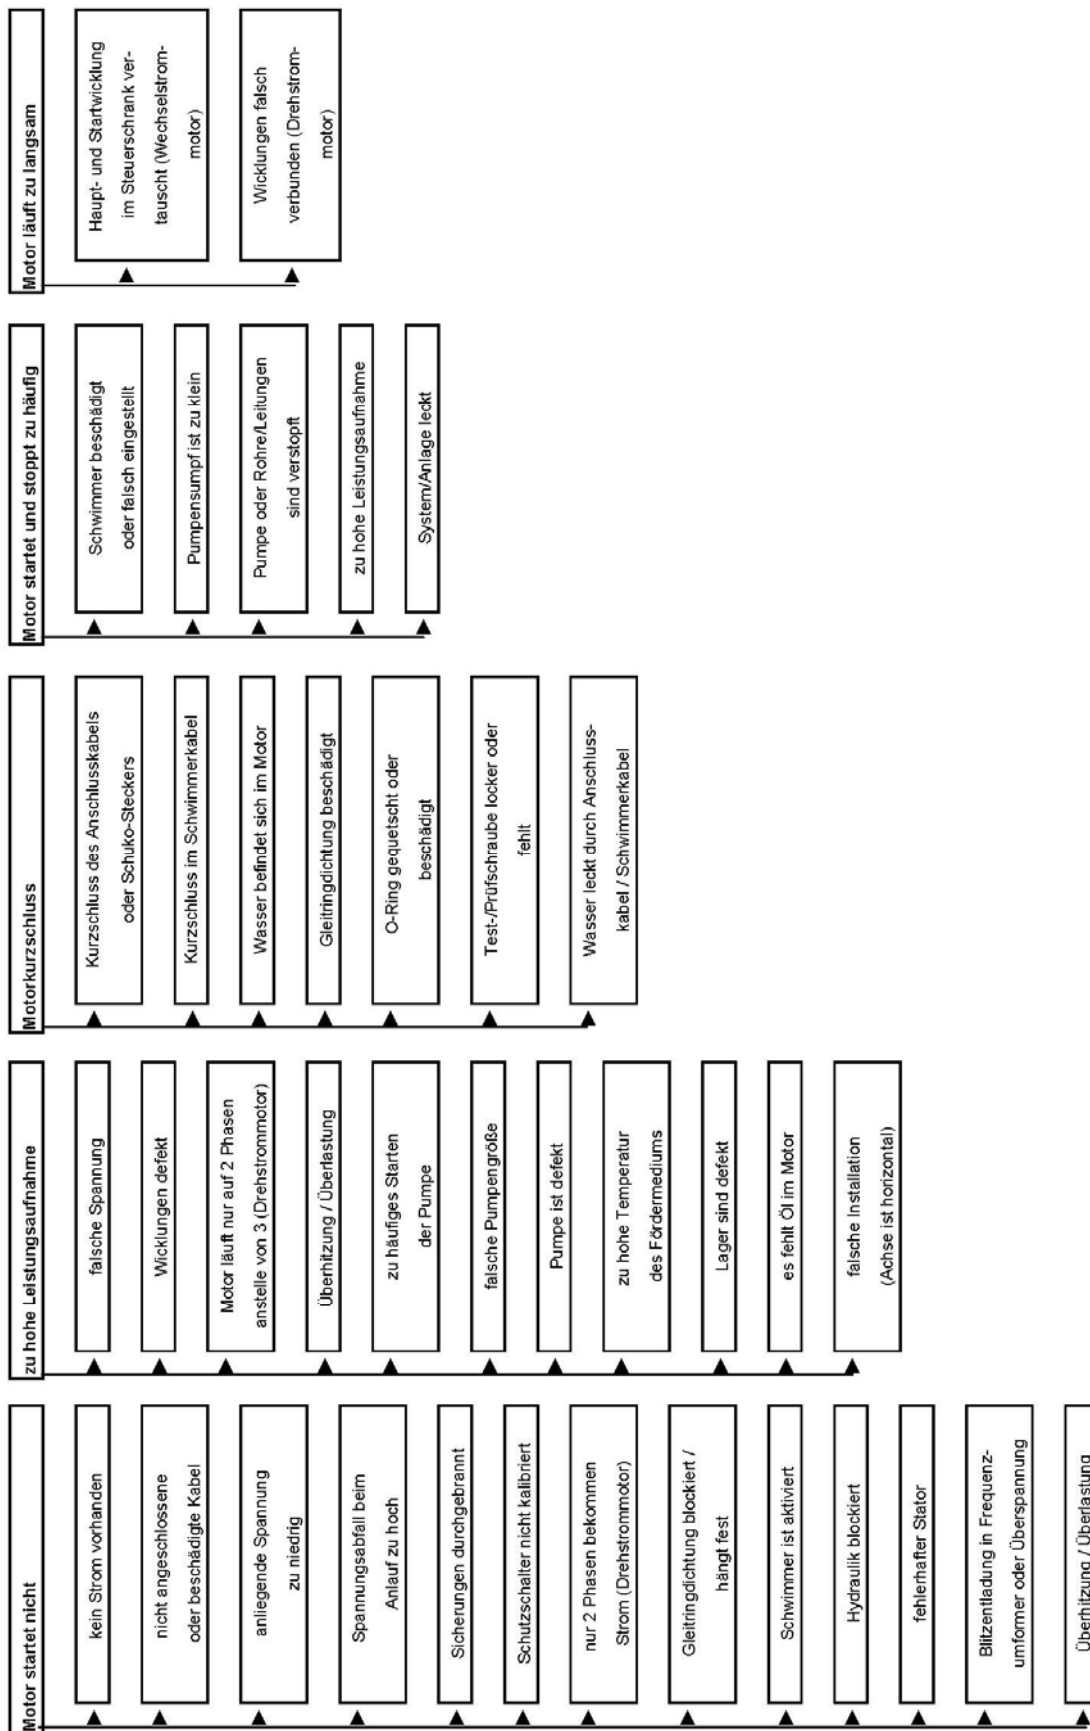 Motor startet nicht
kein Strom vorhanden
nicht angeschlossene
oder beschädigte Kabel
anliegende Spannung
zu niedrig
Spannungsabfall beim
Anlauf zu hoch
Sicherungen durchgebrannt
Schutzschalter nicht kalibriert
nur 2 Phasen bekommen
Strom (Drehstrommotor)
Gleitringdichtung blockiert /
hängt fest
Schwimmer ist aktiviert
Hydraulik blockiert
fehlerhafter Stator
Blitzentladung in Frequenz-
umformer oder Überspannung
Überhitzung / Überlastung
zu hohe Leistungsaufnahme
falsche Spannung
Wicklungen defekt
Motor läuft nur auf 2 Phasen
anstelle von 3 (Drehstrommotor)
Überhitzung / Überlastung
zu häufiges Starten
der Pumpe
falsche Pumpengröße
Pumpe ist defekt
zu hohe Temperatur
des Fördermediums
Lager sind defekt
es fehlt Öl im Motor
falsche Installation
(Achse ist horizontal)
Motorkurzschluss
Kurzschluss des Anschlusskabels
oder Schuko-Steckers
Kurzschluss im Schwimmerkabel
Wasser befindet sich im Motor
Gleitringdichtung beschädigt
O-Ring gequetscht oder
beschädigt
Test-/Prüfschraube locker oder
fehlt
Wasser leckt durch Anschluss-
kabel / Schwimmerkabel
Motor startet und stoppt zu häufig
Schwimmer beschädigt
oder falsch eingestellt
Pumpensumpf ist zu klein
Pumpe oder Rohre/Leitungen
sind verstopft
zu hohe Leistungsaufnahme
System/Anlage leckt
Motor läuft zu langsam
Haupt- und Startwicklung
im Steuerschrank ver-
tauscht (Wechselstrom-
motor)
Wicklungen falsch
verbunden (Drehstrom-
motor)